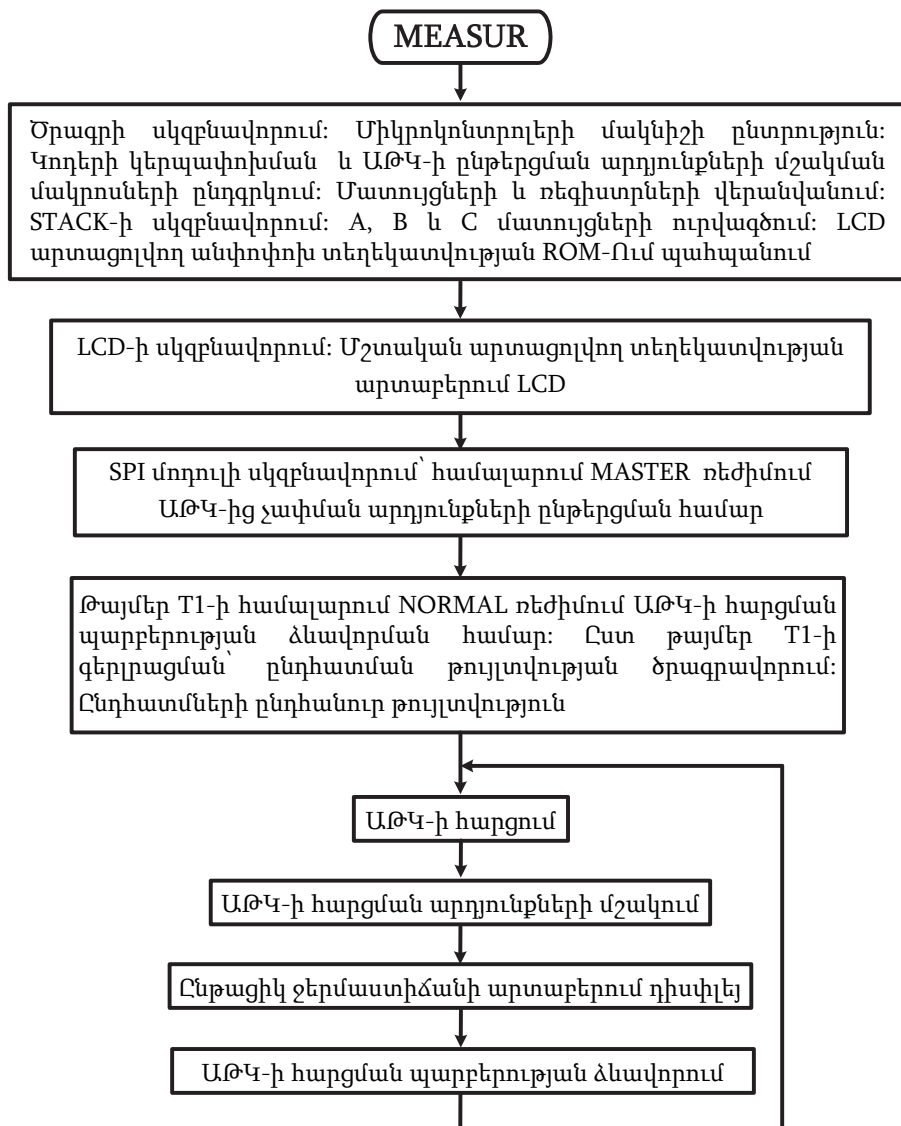 MEASUR
Ծրագրի սկզբնավորում: Միկրոկոնտրոլերի մակնիշի ընտրություն:
Կոդերի կերպափոխման և ԱԹԿ-ի ընթերցման արդյունքների մշակման
մակրոսների ընդգրկում: Մատույցների և ռեգիստրների վերանվանում:
STACK-ի սկզբնավորում: A, B և C մատույցների ուրվագծում: LCD
արտացոլվող անփոփոխ տեղեկատվության ROM-Ում պահպանում
LCD-ի սկզբնավորում: Մշտական արտացոլվող տեղեկատվության
արտաբերում LCD
SPI մոդուլի սկզբնավորում՝ համալարում MASTER ռեժիմում
ԱԹԿ-ից չափման արդյունքների ընթերցման համար
Թայմեր T1-ի համալարում NORMAL ռեժիմում ԱԹԿ-ի հարցման
պարբերության ձևավորման համար: Ըստ թայմեր T1-ի
գերլրացման՝ ընդհատման թույլտվության ծրագրավորում:
Ընդհատմների ընդհանուր թույլտվություն
ԱԹԿ-ի հարցում
ԱԹԿ-ի հարցման արդյունքների մշակում
Ընթացիկ ջերմաստիճանի արտաբերում դիսփլեյ
ԱԹԿ-ի հարցման պարբերության ձևավորում